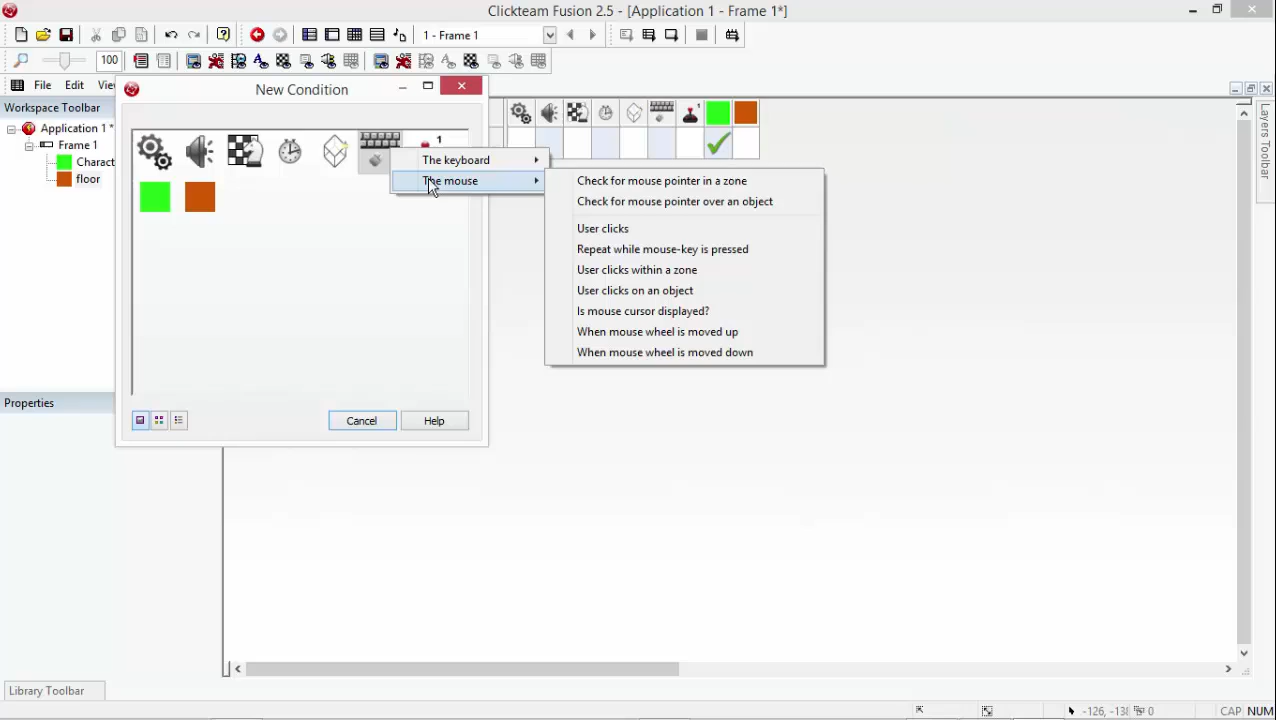 Clickteam Fusion 2.5 - [Application 1 - Frame 1*]
1 - Frame 1
100
File Edit
New Condition
Workspace Toolbar
Application 1 *
Frame 1
floor
1
1
The keyboard
The mouse
Check for mouse pointer in a zone
Check for mouse pointer over an object
User clicks
Repeat while mouse-key is pressed
User clicks within a zone
User clicks on an object
Is mouse cursor displayed?
When mouse wheel is moved up
When mouse wheel is moved down
Layers Toolbar
Properties
Cancel
Help
Library Toolbar
0
CAP NUM